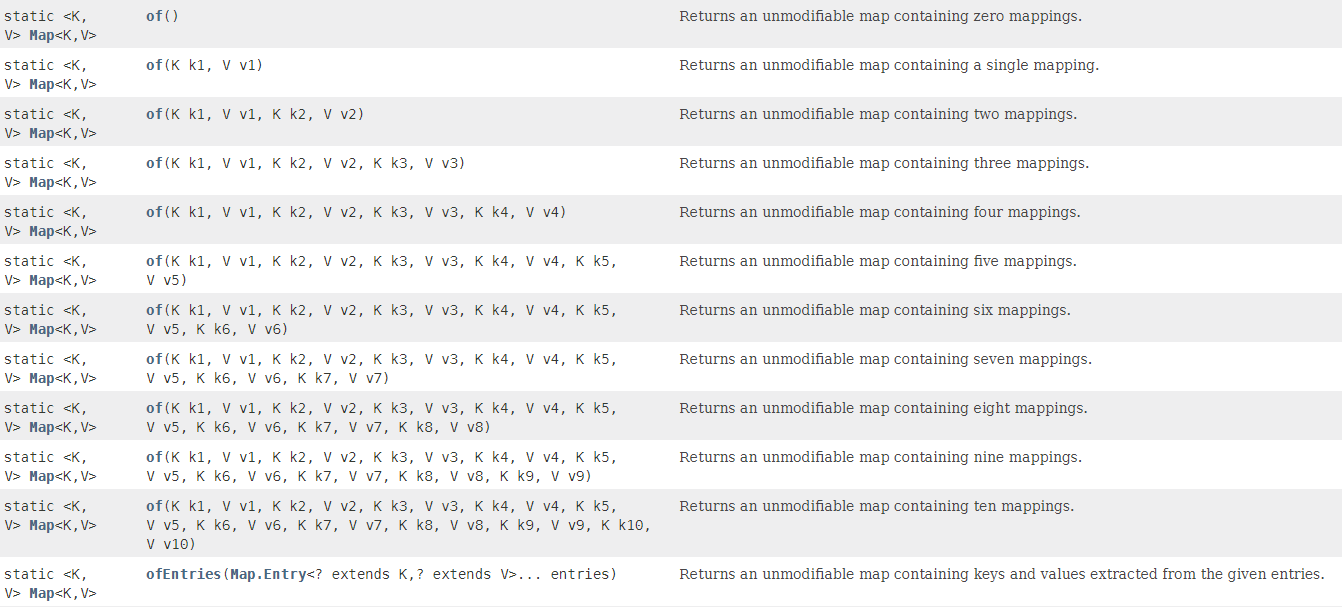 static <K, of() Returns an unmodifiable map containing zero mappings.
V> Map<K,V>
static <K, of(K k1, V v1) Returns an unmodifiable map containing a single mapping.
V> Map<K,V>
static <K, of(K k1, V v1, K k2, V v2) Returns an unmodifiable map containing two mappings.
V> Map<K,V>
static <K, of(K k1, V v1, K k2, V v2, K k3, V v3) Returns an unmodifiable map containing three mappings.
V> Map<K,V>
static <K, of(K k1, V v1, K k2, V v2, K k3, V v3, K k4, V v4) Returns an unmodifiable map containing four mappings.
V> Map<K,V>
static <K, of(K k1, V v1, K k2, V v2, K k3, V v3, K k4, V v4, K k5, Returns an unmodifiable map containing five mappings.
V> Map<K,V> V v5)
static <K, of(K k1, V v1, K k2, V v2, K k3, V v3, K k4, V v4, K k5, Returns an unmodifiable map containing six mappings.
V> Map<K,V> V v5, K k6, V v6)
static <K, of(K k1, V v1, K k2, V v2, K k3, V v3, K k4, V v4, K k5, Returns an unmodifiable map containing seven mappings.
V> Map<K,V> V v5, K k6, V v6, K k7, V v7)
static <K, of(K k1, V v1, K k2, V v2, K k3, V v3, K k4, V v4, K k5, Returns an unmodifiable map containing eight mappings.
V> Map<K,V> V v5, K k6, V v6, K k7, V v7, K k8, V v8)
static <K, of(K k1, V v1, K k2, V v2, K k3, V v3, K k4, V v4, K k5, Returns an unmodifiable map containing nine mappings.
V> Map<K,V> V v5, K k6, V v6, K k7, V v7, K k8, V v8, K k9, V v9)
static <K, of(K k1, V v1, K k2, V v2, K k3, V v3, K k4, V v4, K k5, Returns an unmodifiable map containing ten mappings.
V> Map<K,V> V v5, K k6, V v6, K k7, V v7, K k8, V v8, K k9, V v9, K k10,
V v10)
static <K, ofEntries(Map.Entry<? extends K,? extends V>... entries) Returns an unmodifiable map containing keys and values extracted from the given entries.
V> Map<K,V>